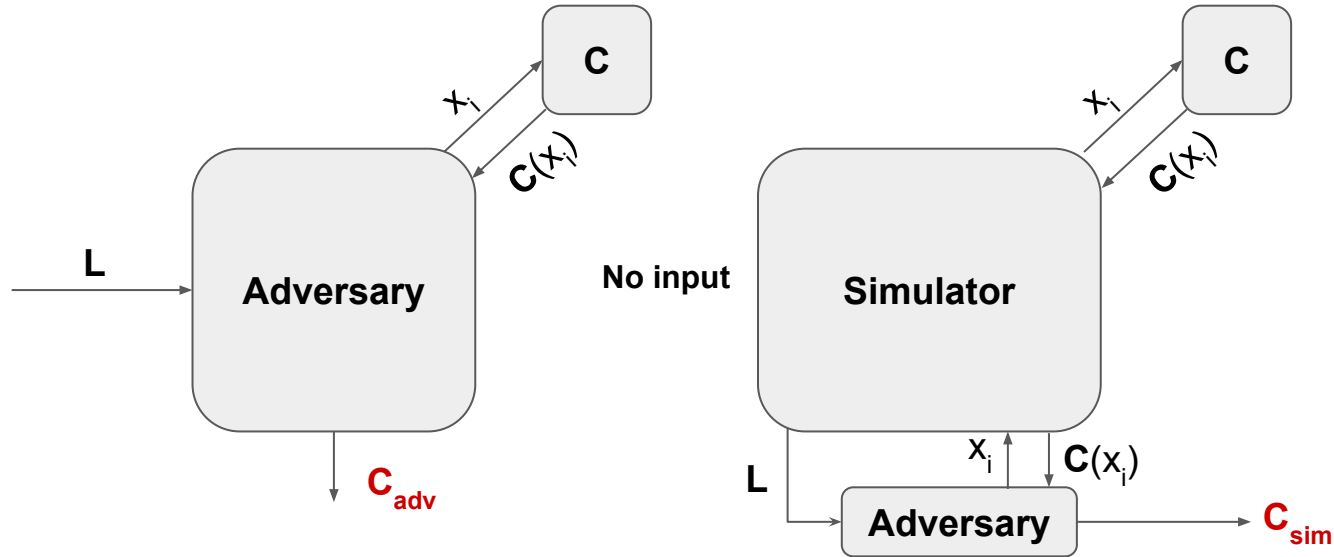 C
x_i
C(x_i)
L
Adversary
C_adv
C
x_i
C(x_i)
No input
Simulator
x_i
C(x_i)
L
Adversary
C_sim